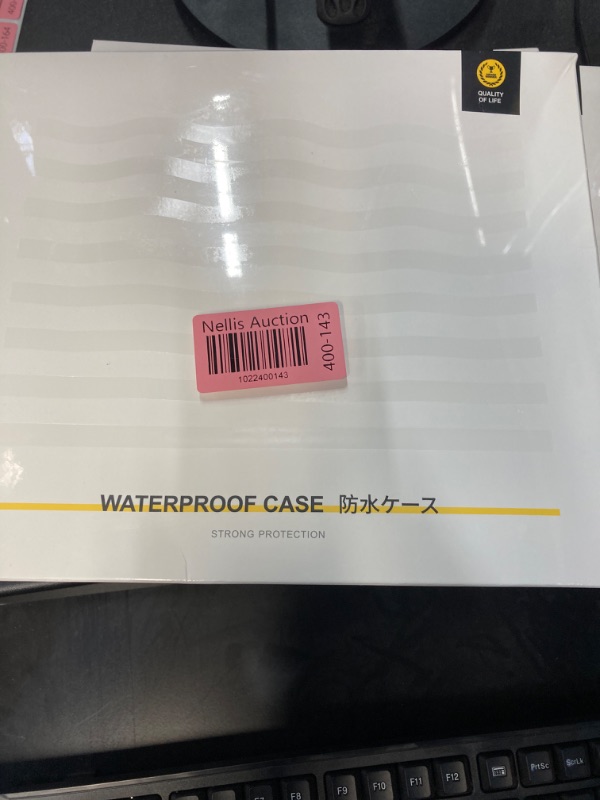 QUALITY
OF LIFE
Nellis Auction
1022400143
400-143
WATERPROOF CASE 防水ケース
STRONG PROTECTION
F8
F9
F10
F11
F12
PrtSc
ScrLk